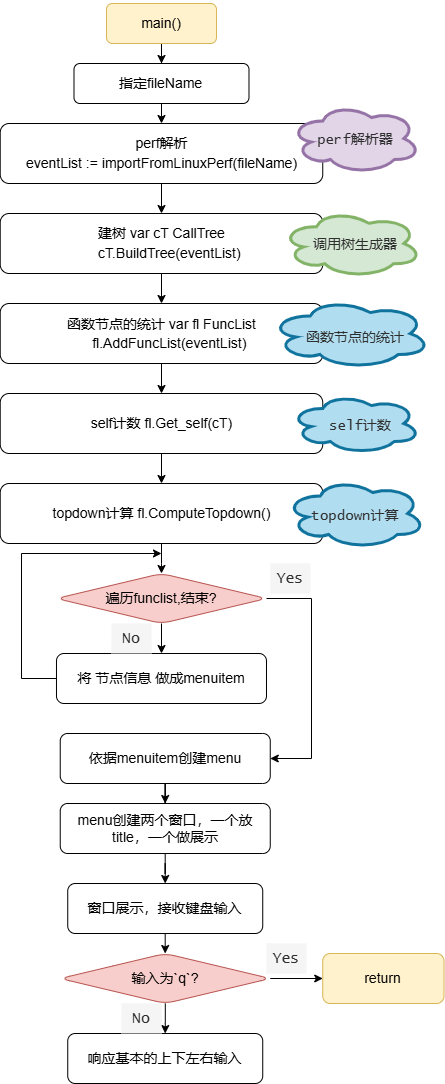 main()
指定fileName
perf解析
eventList := importFromLinuxPerf(fileName)
perf解析器
建树 var cT CallTree
cT.BuildTree(eventList)
调用树生成器
函数节点的统计 var fl FuncList
fl.AddFuncList(eventList)
函数节点的统计
self计数 fl.Get_self(cT)
self计数
topdown计算 fl.ComputeTopdown()
topdown计算
Yes
遍历funclist,结束?
No
将 节点信息 做成menuitem
依据menuitem创建menu
menu创建两个窗口，一个放
title，一个做展示
窗口展示，接收键盘输入
Yes
输入为`q`?
return
No
响应基本的上下左右输入